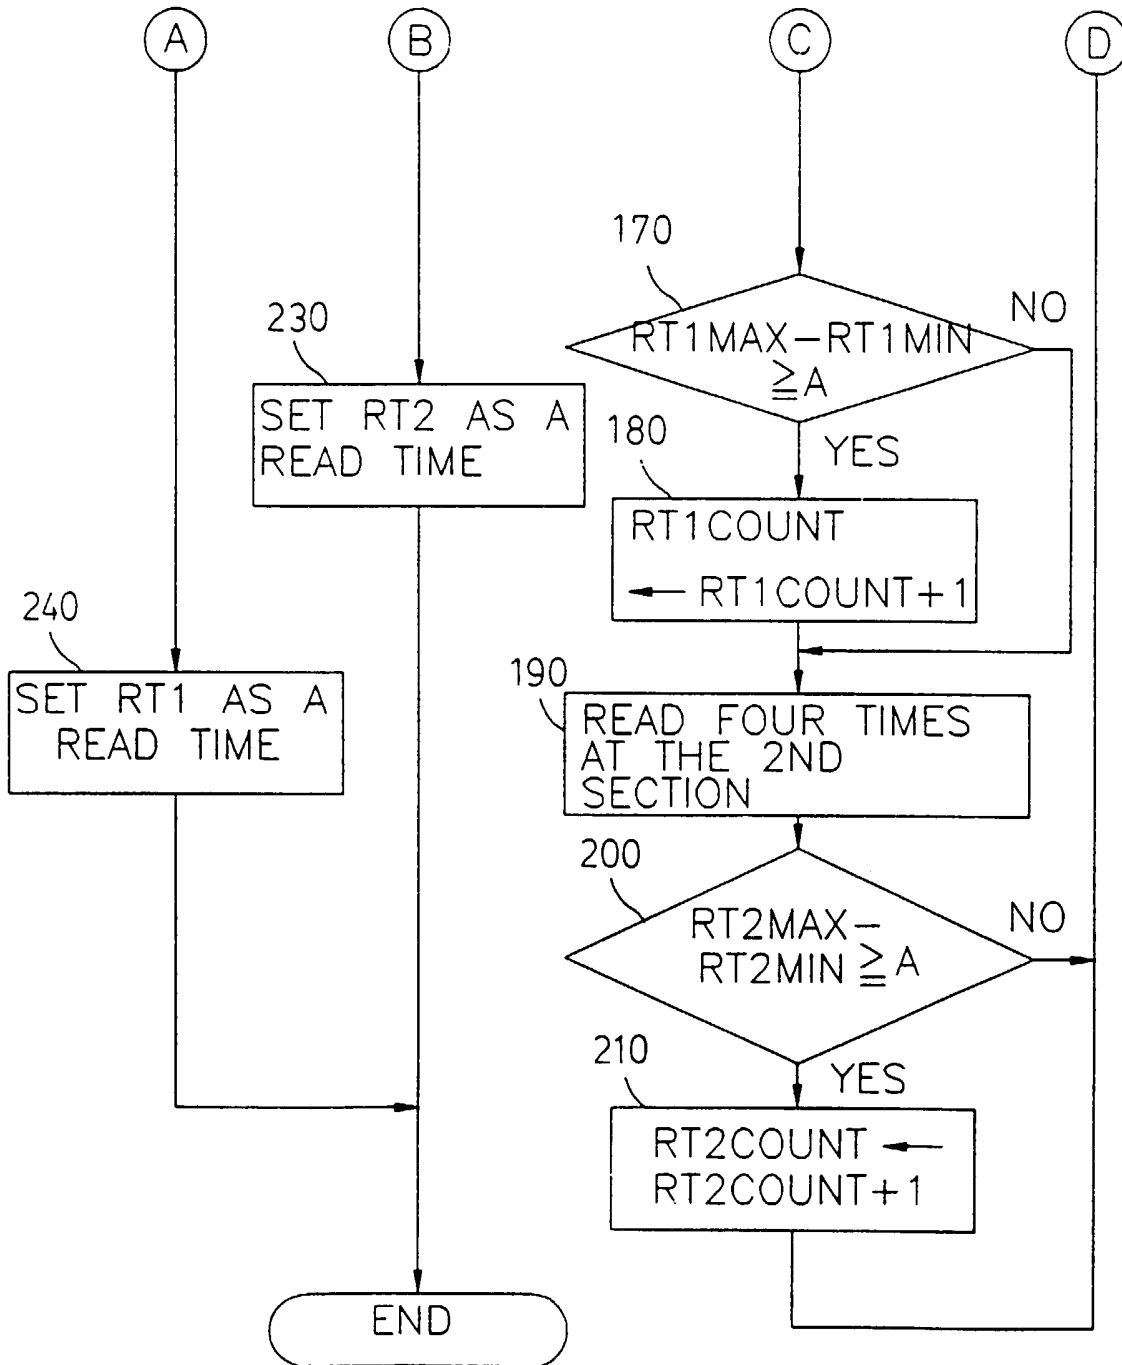 A
B
C
D
170
NO
RT1MAX-RT1MIN
≧A
230
SET RT2 AS A
READ TIME
180
YES
RT1COUNT
← RT1COUNT+1
240
SET RT1 AS A
READ TIME
190
READ FOUR TIMES
AT THE 2ND
SECTION
200
NO
RT2MAX-
RT2MIN≧A
210
YES
RT2COUNT ←
RT2COUNT+1
END